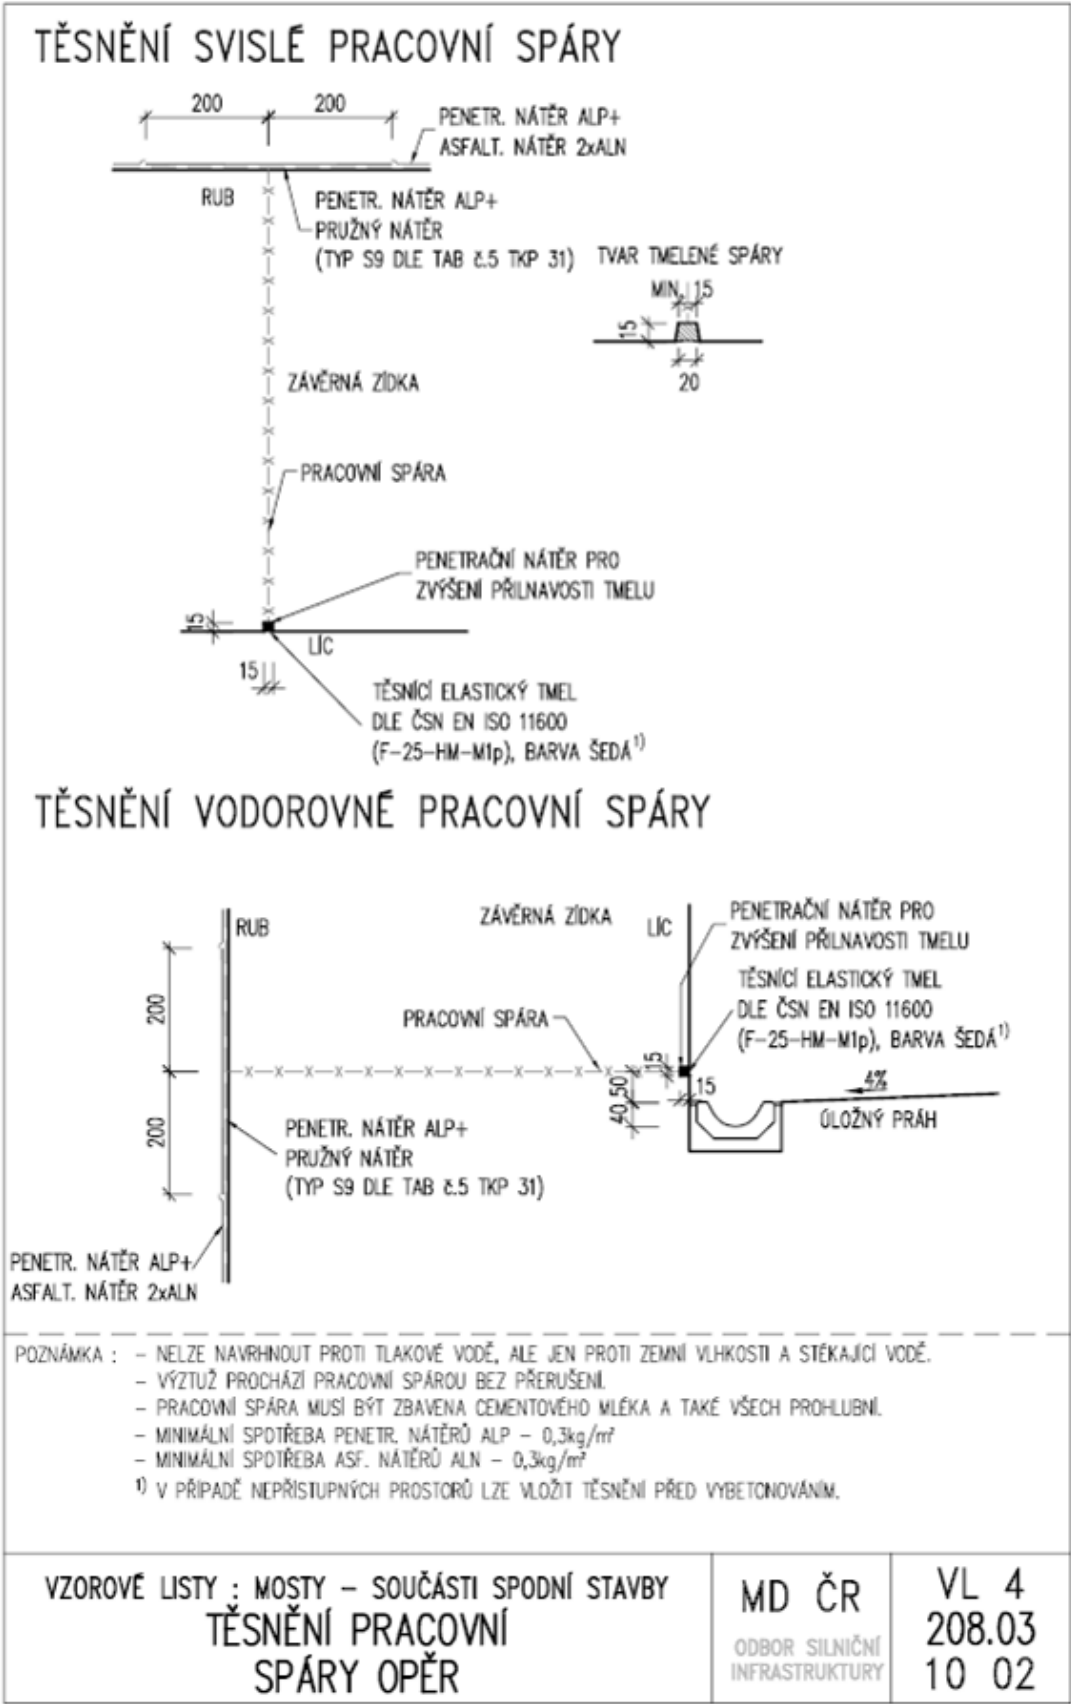 TĚSNĚNÍ SVISLÉ PRACOVNÍ SPÁRY
200
200
PENETR. NÁTĚR ALP+
ASFALT. NÁTĚR 2xALN
RUB
PENETR. NÁTĚR ALP+
PRUŽNÝ NÁTĚR
(TYP S9 DLE TAB č.5 TKP 31)
TVAR TMELENÉ SPÁRY
MIN. 15
15
20
ZÁVĚRNÁ ZÍDKA
PRACOVNÍ SPÁRA
PENETRAČNÍ NÁTĚR PRO
ZVÝŠENÍ PŘILNAVOSTI TMELU
15
LÍC
15
TĚSNÍCÍ ELASTICKÝ TMEL
DLE ČSN EN ISO 11600
(F-25-HM-M1p), BARVA ŠEDÁ1)
TĚSNĚNÍ VODOROVNÉ PRACOVNÍ SPÁRY
RUB
ZÁVĚRNÁ ZÍDKA
LÍC
PENETRAČNÍ NÁTĚR PRO
ZVÝŠENÍ PŘILNAVOSTI TMELU
TĚSNÍCÍ ELASTICKÝ TMEL
DLE ČSN EN ISO 11600
(F-25-HM-M1p), BARVA ŠEDÁ1)
200
PRACOVNÍ SPÁRA
15
15
50
40
4%
ÚLOŽNÝ PRÁH
200
PENETR. NÁTĚR ALP+
PRUŽNÝ NÁTĚR
(TYP S9 DLE TAB č.5 TKP 31)
PENETR. NÁTĚR ALP+
ASFALT. NÁTĚR 2xALN
POZNÁMKA : – NELZE NAVRHNOUT PROTI TLAKOVÉ VODĚ, ALE JEN PROTI ZEMNÍ VLHKOSTI A STÉKAJÍCÍ VODĚ.
– VÝZTUŽ PROCHÁZÍ PRACOVNÍ SPÁROU BEZ PŘERUŠENÍ.
– PRACOVNÍ SPÁRA MUSÍ BÝT ZBAVENA CEMENTOVÉHO MLÉKA A TAKÉ VŠECH PROHLUBNÍ.
– MINIMÁLNÍ SPOTŘEBA PENETR. NÁTĚRŮ ALP – 0,3kg/m²
– MINIMÁLNÍ SPOTŘEBA ASF. NÁTĚRŮ ALN – 0,3kg/m²
1) V PŘÍPADĚ NEPŘÍSTUPNÝCH PROSTORŮ LZE VLOŽIT TĚSNĚNÍ PŘED VYBETONOVÁNÍM.
VZOROVÉ LISTY : MOSTY – SOUČÁSTI SPODNÍ STAVBY
TĚSNĚNÍ PRACOVNÍ
SPÁRY OPĚR
MD ČR
ODBOR SILNIČNÍ
INFRASTRUKTURY
VL 4
208.03
10 02